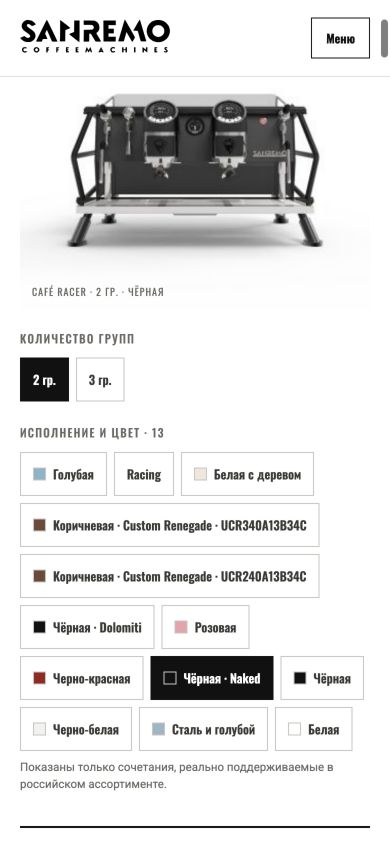 SANREMO
COFFEEMACHINES
Меню
SANREMO
CAFÉ RACER · 2 ГР. · ЧЁРНАЯ
КОЛИЧЕСТВО ГРУПП
2 гр.
3 гр.
ИСПОЛНЕНИЕ И ЦВЕТ · 13
Голубая
Racing
Белая с деревом
Коричневая · Custom Renegade · UCR340A13B34C
Коричневая · Custom Renegade · UCR240A13B34C
Чёрная · Dolomiti
Розовая
Черно-красная
Чёрная · Naked
Чёрная
Черно-белая
Сталь и голубой
Белая
Показаны только сочетания, реально поддерживаемые в
российском ассортименте.